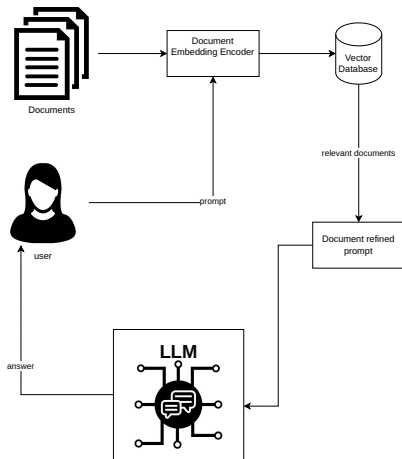 Document
Embedding Encoder
Vector
Database
Documents
relevant documents
prompt
Document refined
prompt
user
LLM
answer